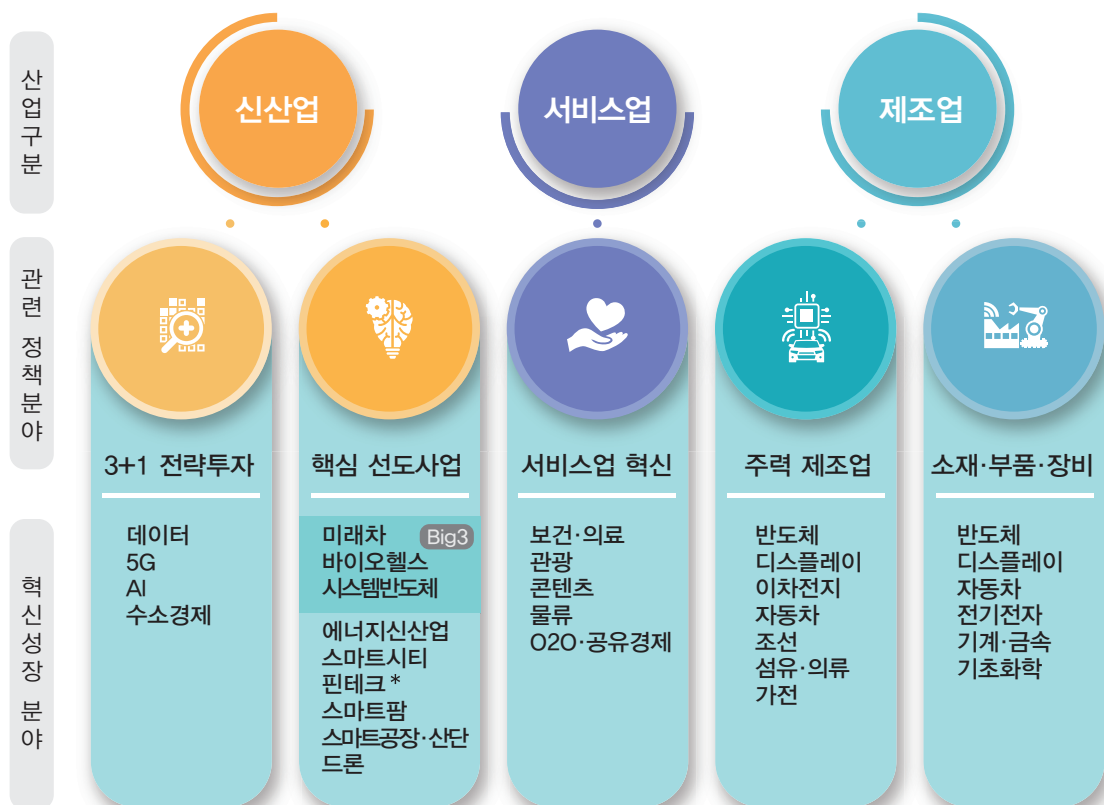 산업구분
신산업
서비스업
제조업
관련 정책분야
3+1 전략투자
핵심 선도사업
서비스업 혁신
주력 제조업
소재·부품·장비
혁신성장 분야
데이터
5G
AI
수소경제
미래차 Big3
바이오헬스
시스템반도체
에너지신산업
스마트시티
핀테크*
스마트팜
스마트공장·산단
드론
보건·의료
관광
콘텐츠
물류
O2O·공유경제
반도체
디스플레이
이차전지
자동차
조선
섬유·의류
가전
반도체
디스플레이
자동차
전기전자
기계·금속
기초화학